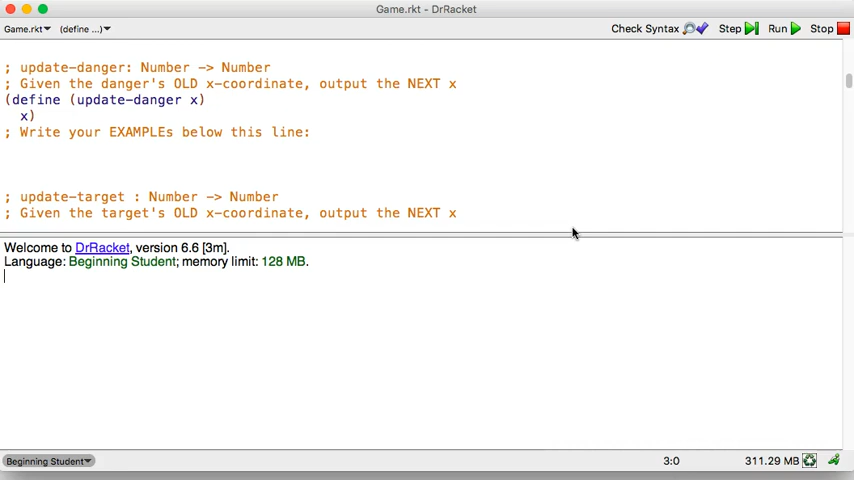 Game.rkt - DrRacket
Game.rkt (define ...) Check Syntax Step Run Stop
; update-danger: Number -> Number
; Given the danger's OLD x-coordinate, output the NEXT x
(define (update-danger x)
  x)
; Write your EXAMPLEs below this line:
; update-target : Number -> Number
; Given the target's OLD x-coordinate, output the NEXT x
Welcome to DrRacket, version 6.6 [3m].
Language: Beginning Student; memory limit: 128 MB.
Beginning Student 3:0 311.29 MB